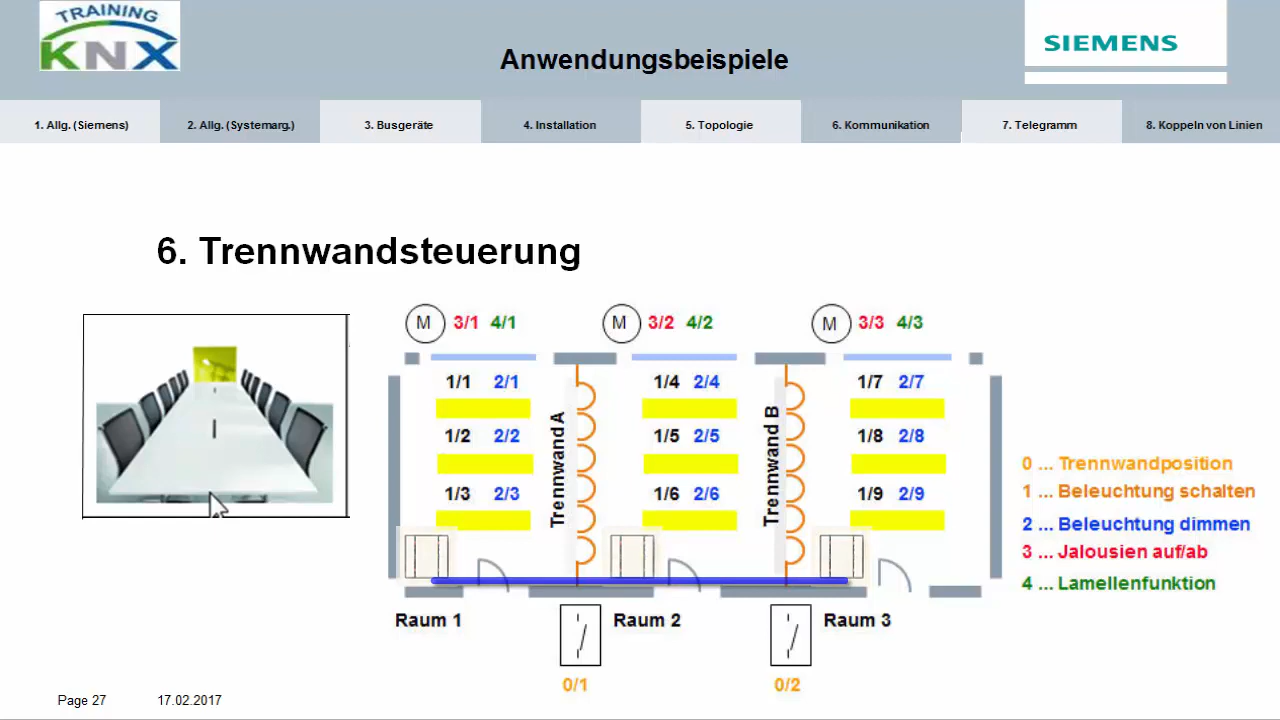 TRAINING
KNX
Anwendungsbeispiele
SIEMENS
1. Allg. (Siemens)
2. Allg. (Systemarg.)
3. Busgeräte
4. Installation
5. Topologie
6. Kommunikation
7. Telegramm
8. Koppeln von Linien
6. Trennwandsteuerung
M 3/1 4/1
M 3/2 4/2
M 3/3 4/3
1/1 2/1
1/4 2/4
1/7 2/7
1/2 2/2
1/5 2/5
1/8 2/8
1/3 2/3
1/6 2/6
1/9 2/9
Trennwand A
Trennwand B
0 ... Trennwandposition
1 ... Beleuchtung schalten
2 ... Beleuchtung dimmen
3 ... Jalousien auf/ab
4 ... Lamellenfunktion
Raum 1
Raum 2
Raum 3
0/1
0/2
Page 27
17.02.2017